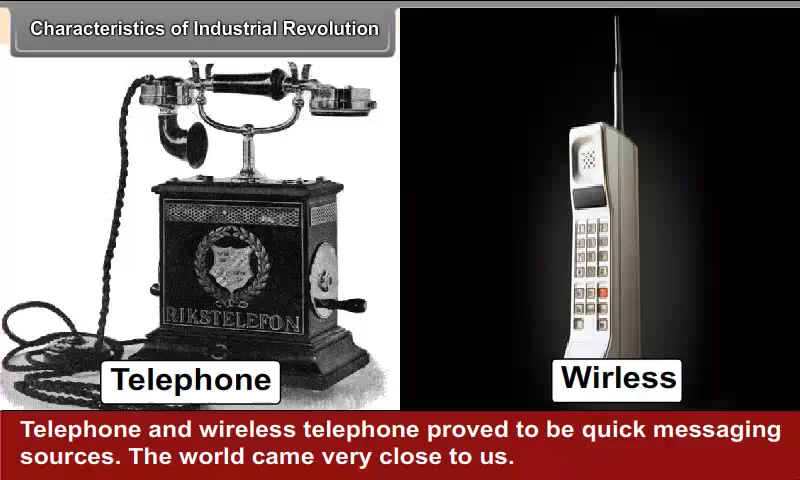 Characteristics of Industrial Revolution
RIKSTELEFON
Telephone
Wirless
Telephone and wireless telephone proved to be quick messaging
sources. The world came very close to us.